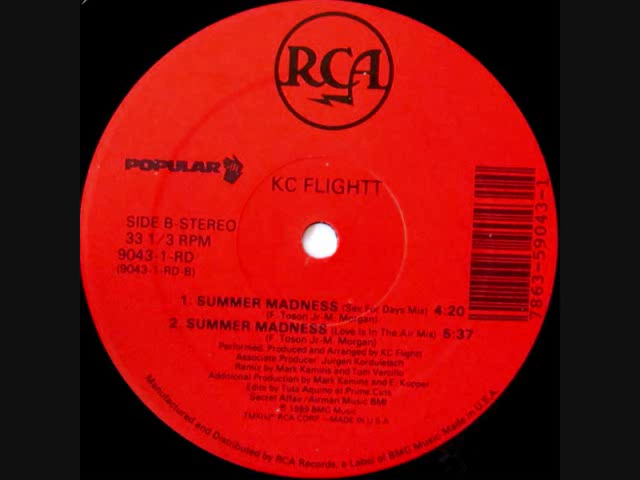 RCA
POPULAR
KC FLIGHTT
SIDE B-STEREO
33 1/3 RPM
9043-1-RD
(9043-1-RD-B)
7863-59043-1
1. SUMMER MADNESS (Sex For Days Mix) 4:20
(F. Toson Jr-M. Morgan)
2. SUMMER MADNESS (Love Is In The Air Mix) 5:37
(F. Toson Jr-M. Morgan)
Performed, Produced and Arranged by KC Flightt
Associate Producer: Jurgen Korduletsch
Remix by Mark Kamins and Tom Vercillo
Additional Production by Mark Kamins and E. Kupper
Edits by Tuta Aquino at Prime Cuts
Secret Affair/Airman Music BMI
℗ 1989 BMG Music
TMK(s)® RCA CORP.—MADE IN U.S.A.
Manufactured and Distributed by RCA Records, a Label of BMG Music Made in U.S.A.